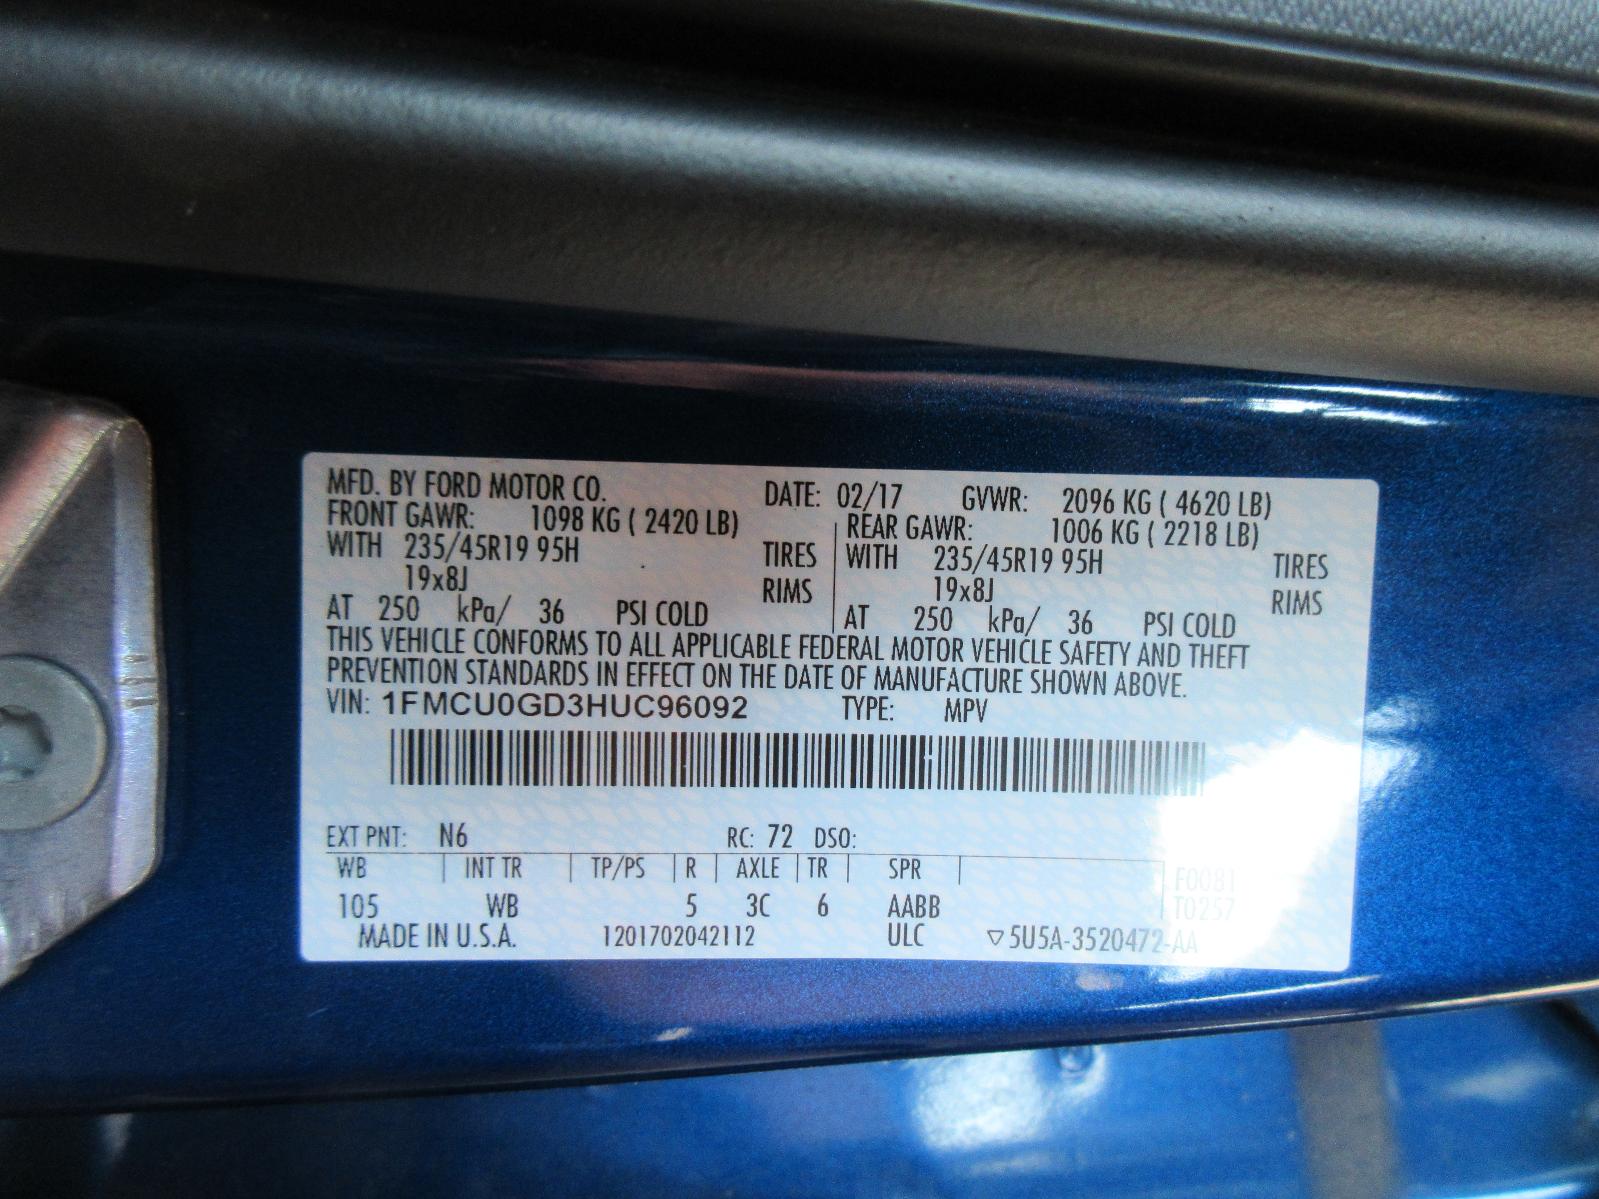 MFD. BY FORD MOTOR CO. DATE: 02/17 GVWR: 2096 KG ( 4620 LB)
FRONT GAWR: 1098 KG ( 2420 LB) REAR GAWR: 1006 KG ( 2218 LB)
WITH 235/45R19 95H TIRES WITH 235/45R19 95H TIRES
19x8J RIMS 19x8J RIMS
AT 250 kPa/ 36 PSI COLD AT 250 kPa/ 36 PSI COLD
THIS VEHICLE CONFORMS TO ALL APPLICABLE FEDERAL MOTOR VEHICLE SAFETY AND THEFT
PREVENTION STANDARDS IN EFFECT ON THE DATE OF MANUFACTURE SHOWN ABOVE.
VIN: 1FMCU0GD3HUC96092 TYPE: MPV
EXT PNT: N6 RC: 72 DSO:
WB INT TR TP/PS R AXLE TR SPR F0081
105 WB 5 3C 6 AABB T0257
MADE IN U.S.A. 1201702042112 ULC ▽5U5A-3520472-AA